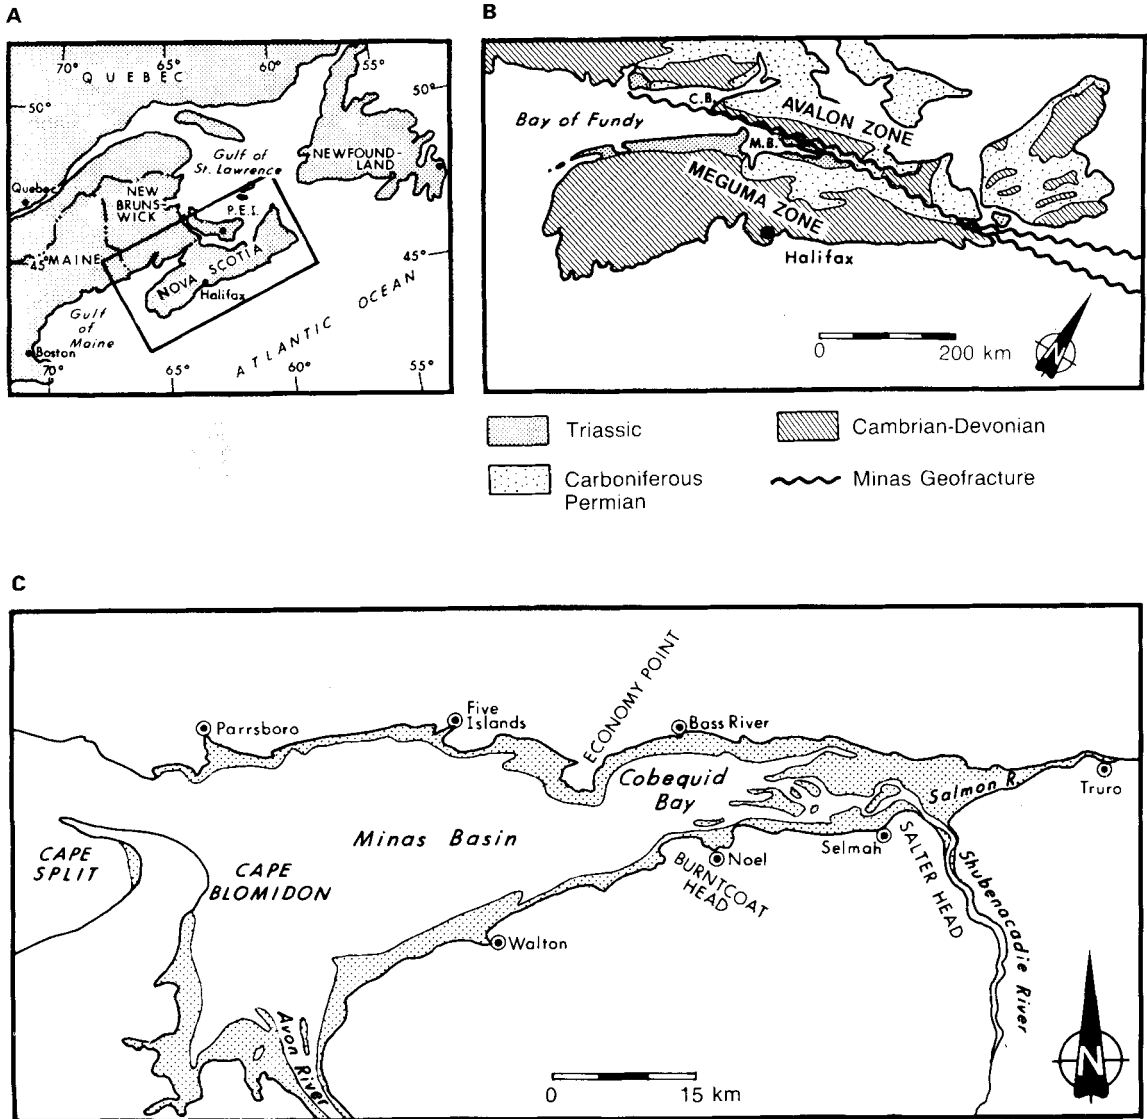 A
70°
65°
60°
55°
QUEBEC
50°
50°
Gulf of
St. Lawrence
NEWFOUND-
LAND
Quebec
NEW
BRUNS-
WICK
P.E.I.
45°
MAINE
45°
NOVA SCOTIA
Halifax
Gulf
of
Maine
ATLANTIC OCEAN
Boston
70°
65°
60°
55°
B
C.B.
AVALON ZONE
Bay of Fundy
M.B.
MEGUMA ZONE
Halifax
0 200 km
N
Triassic
Cambrian-Devonian
Carboniferous
Permian
Minas Geofracture
C
Parrsboro
Five
Islands
ECONOMY POINT
Bass River
Cobequid
Bay
Salmon R.
Truro
Minas Basin
CAPE
SPLIT
CAPE
BLOMIDON
Noel
BURNTCOAT
HEAD
Selmah
SALTER HEAD
Shubenacadie River
Walton
Avon River
0 15 km
N